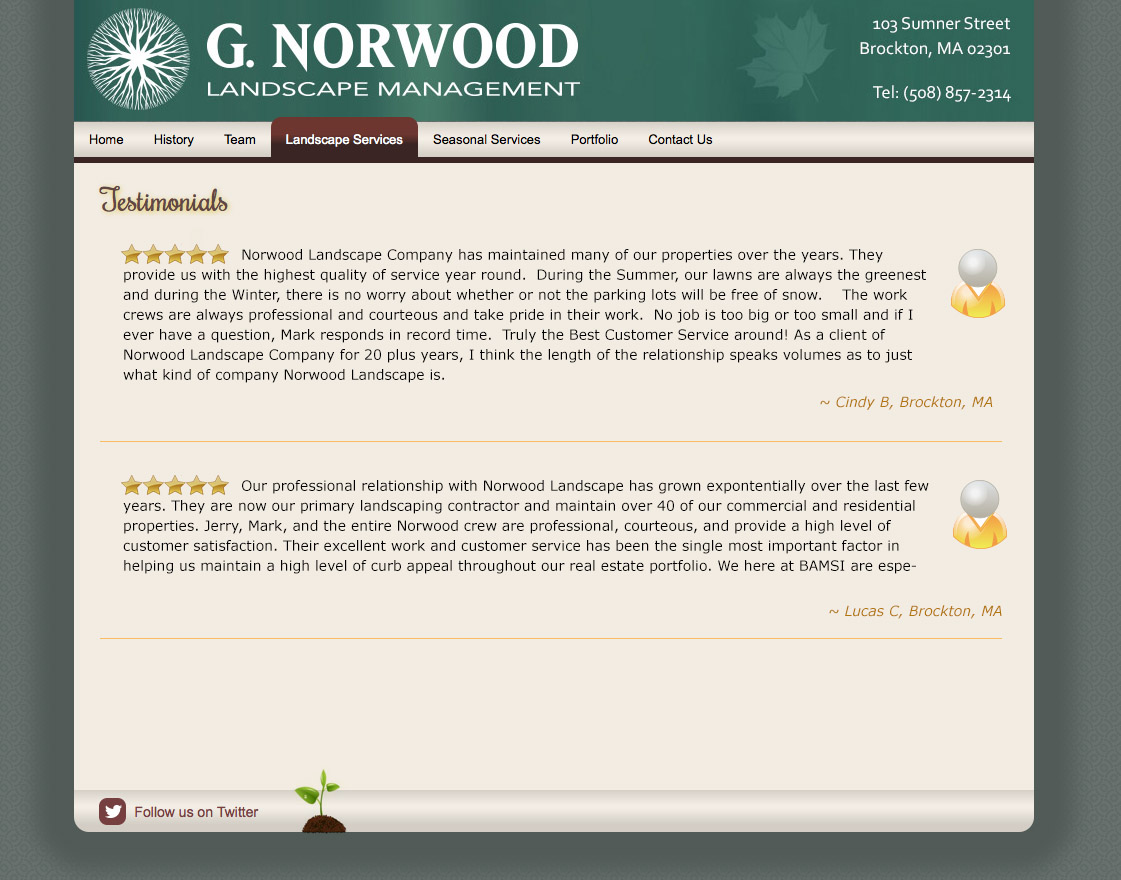 G. NORWOOD
LANDSCAPE MANAGEMENT
103 Sumner Street
Brockton, MA 02301
Tel: (508) 857-2314
Home History Team Landscape Services Seasonal Services Portfolio Contact Us
Testimonials
Norwood Landscape Company has maintained many of our properties over the years. They
provide us with the highest quality of service year round.  During the Summer, our lawns are always the greenest
and during the Winter, there is no worry about whether or not the parking lots will be free of snow.    The work
crews are always professional and courteous and take pride in their work.  No job is too big or too small and if I
ever have a question, Mark responds in record time.  Truly the Best Customer Service around! As a client of
Norwood Landscape Company for 20 plus years, I think the length of the relationship speaks volumes as to just
what kind of company Norwood Landscape is.
~ Cindy B, Brockton, MA
Our professional relationship with Norwood Landscape has grown expontentially over the last few
years. They are now our primary landscaping contractor and maintain over 40 of our commercial and residential
properties. Jerry, Mark, and the entire Norwood crew are professional, courteous, and provide a high level of
customer satisfaction. Their excellent work and customer service has been the single most important factor in
helping us maintain a high level of curb appeal throughout our real estate portfolio. We here at BAMSI are espe-
~ Lucas C, Brockton, MA
Follow us on Twitter